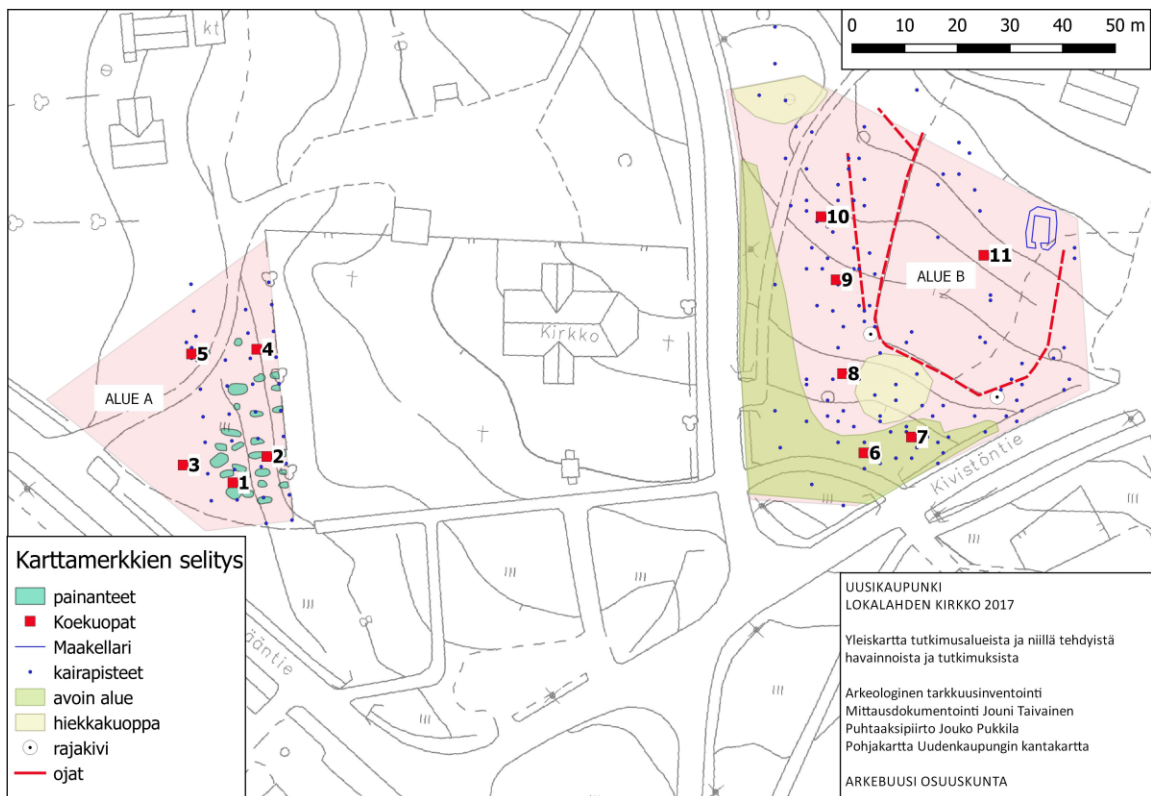 kt
10
0 10 20 30 40 50 m
10
11
9
ALUE B
Kirkko
4
5
8
ALUE A
7
6
2
3
1
Kivistöntie
ääntie
Karttamerkkien selitys
painanteet
Koekuopat
Maakellari
kairapisteet
avoin alue
hiekkakuoppa
rajakivi
ojat
UUSIKAUPUNKI
LOKALAHDEN KIRKKO 2017
Yleiskartta tutkimusalueista ja niillä tehdyistä
havainnoista ja tutkimuksista
Arkeologinen tarkkuusinventointi
Mittausdokumentointi Jouni Taivainen
Puhtaaksipiirto Jouko Pukkila
Pohjakartta Uudenkaupungin kantakartta
ARKEBUUSI OSUUSKUNTA